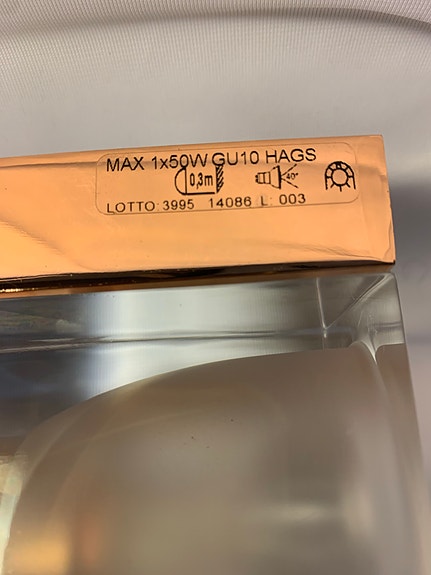 MAX 1x50W GU10 HAGS
0,3m 40°
LOTTO: 3995 14086 L: 003